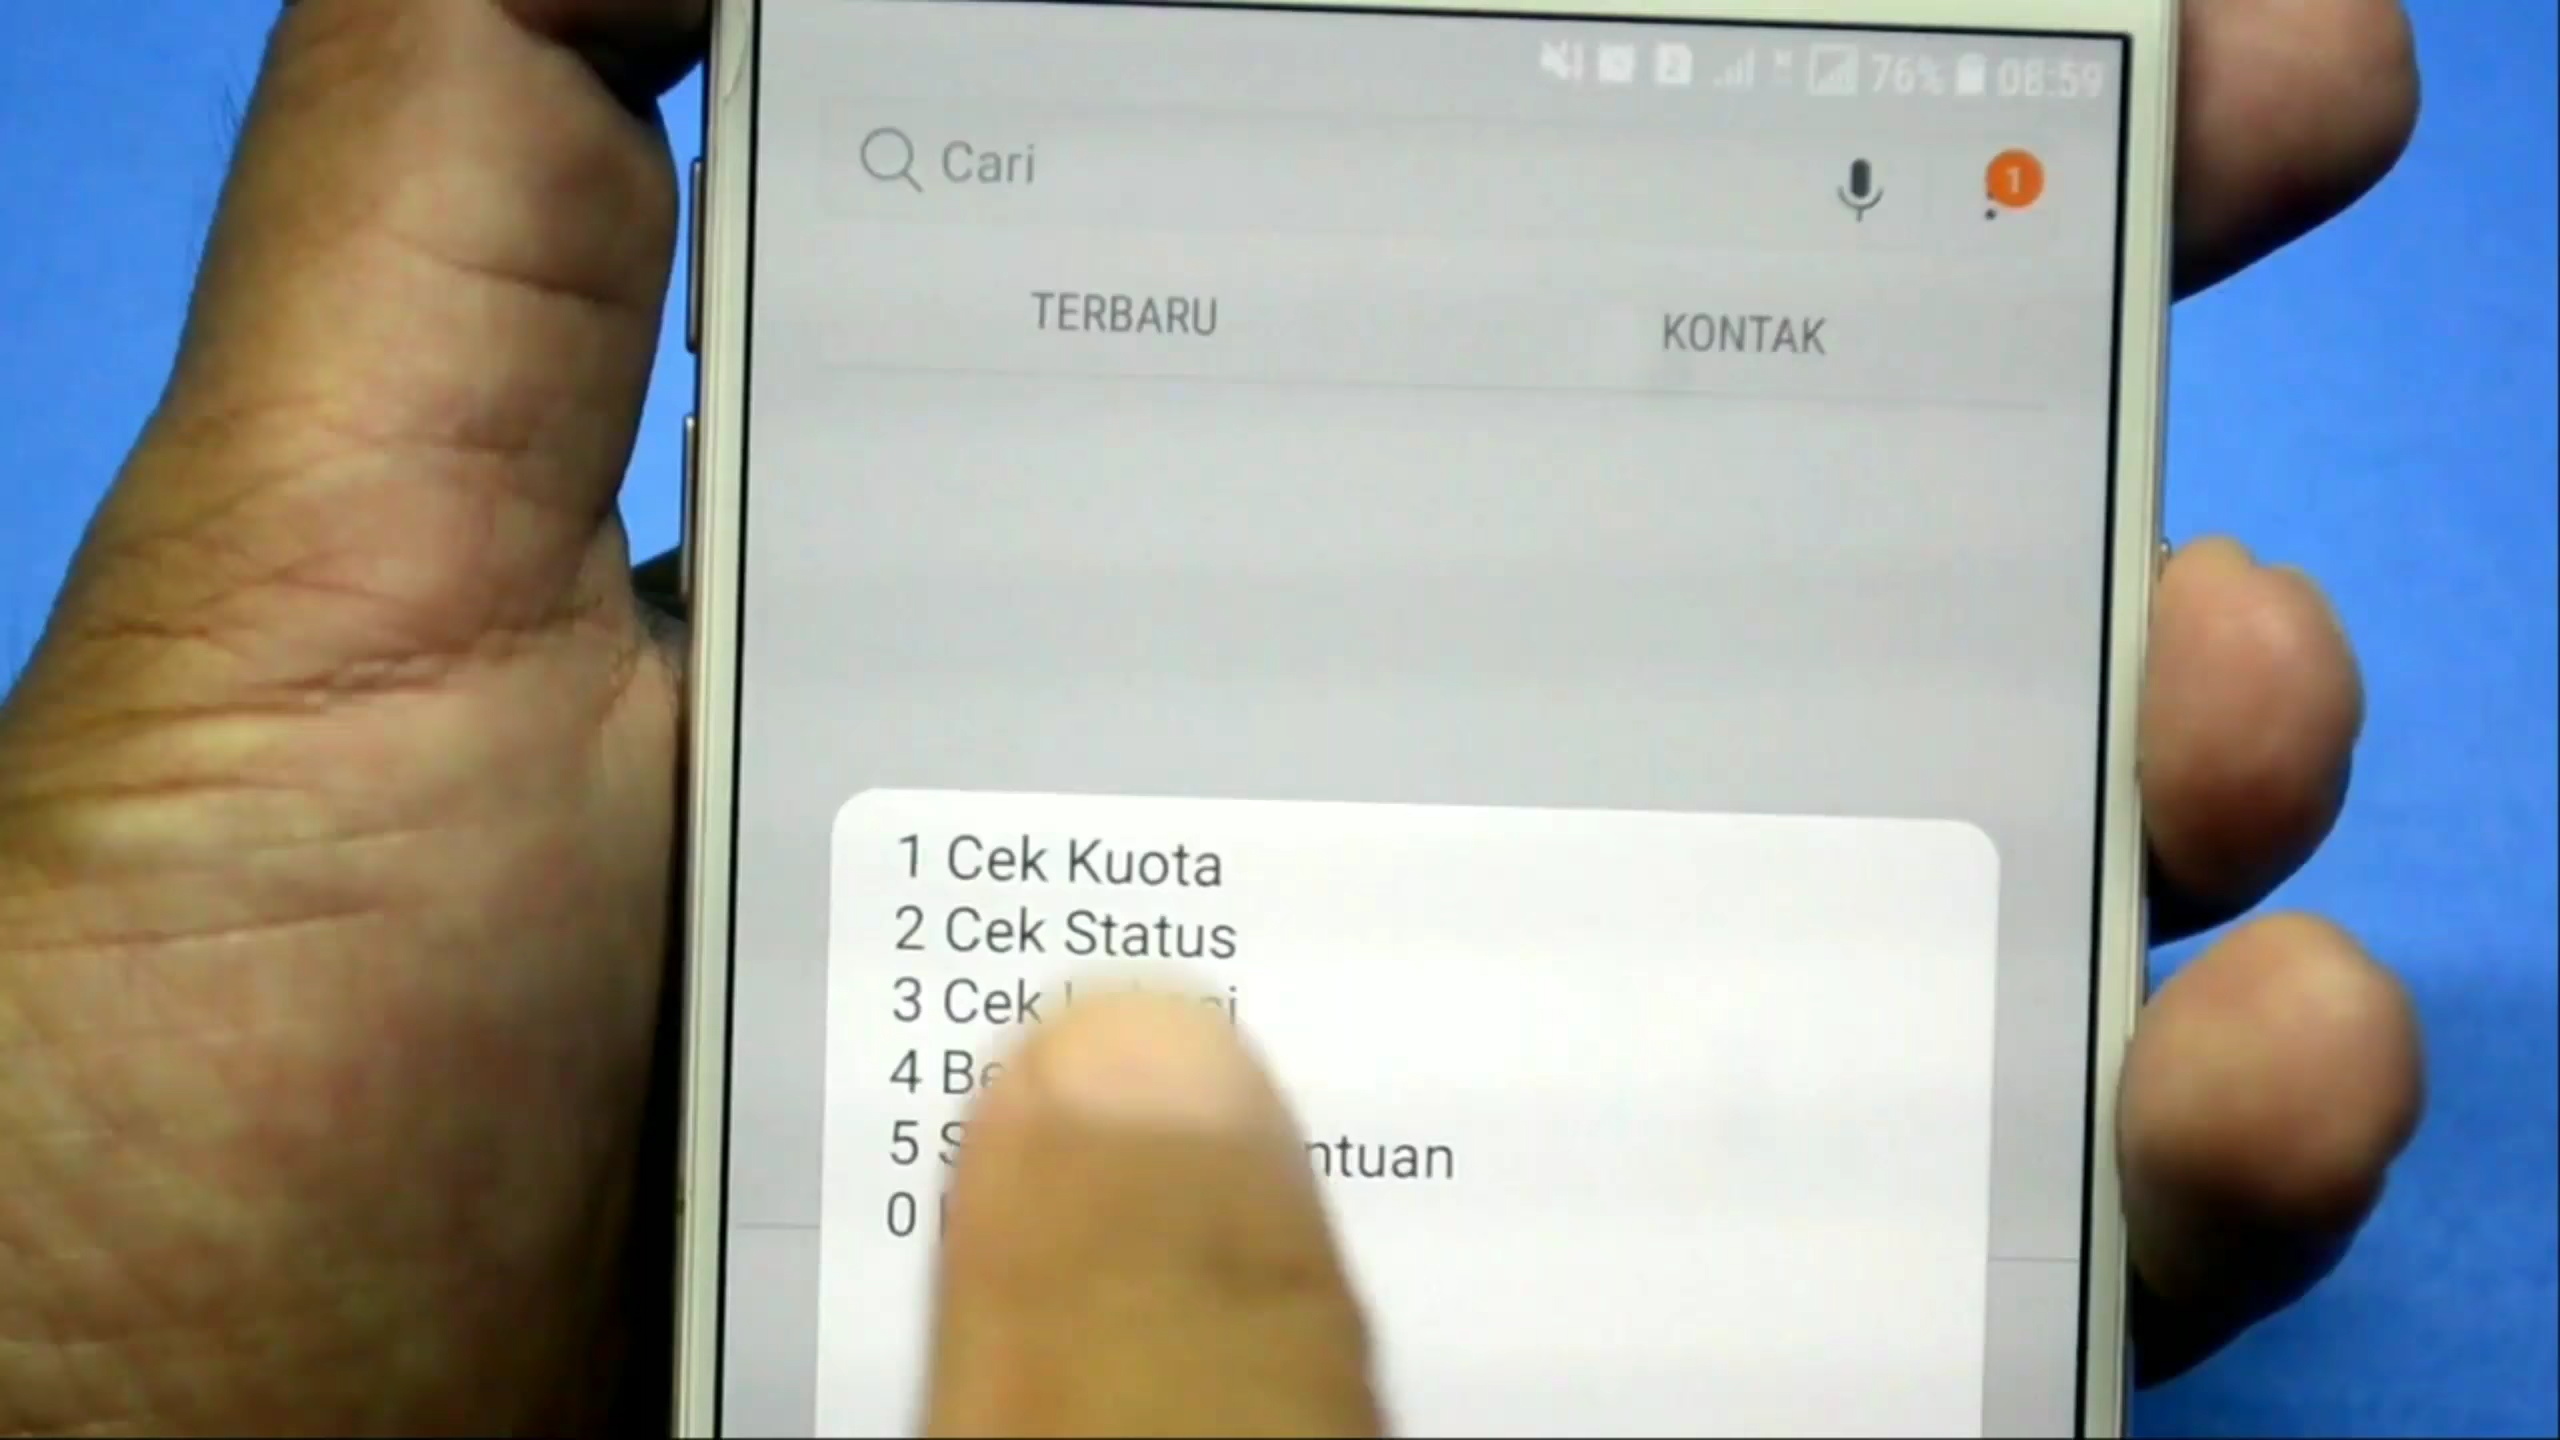 76% 08:59
Cari
1
TERBARU
KONTAK
1 Cek Kuota
2 Cek Status
3 Cek
4
5
0